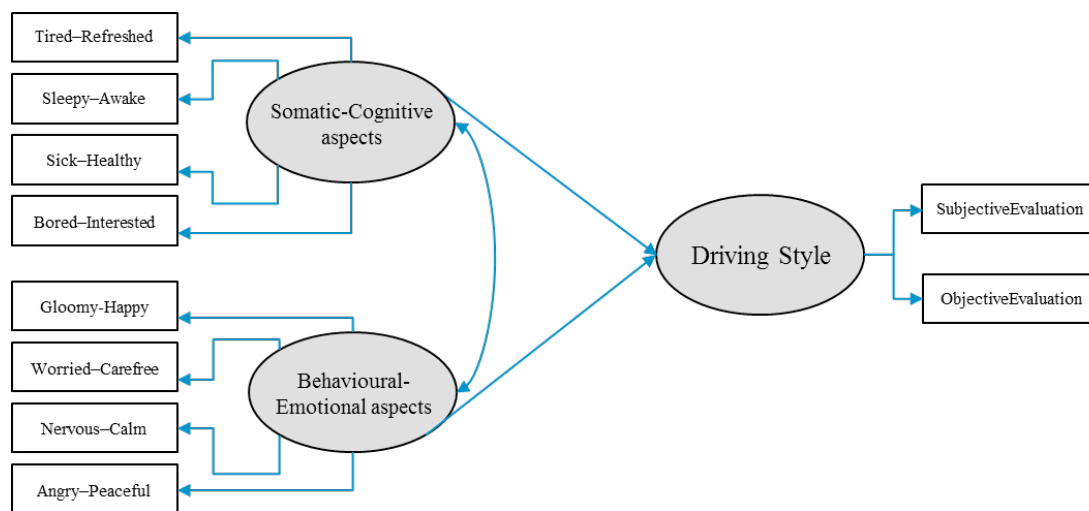 Tired–Refreshed
Sleepy–Awake
Sick–Healthy
Bored–Interested
Somatic-Cognitive
aspects
Gloomy-Happy
Worried–Carefree
Nervous–Calm
Angry–Peaceful
Behavioural-
Emotional aspects
Driving Style
SubjectiveEvaluation
ObjectiveEvaluation